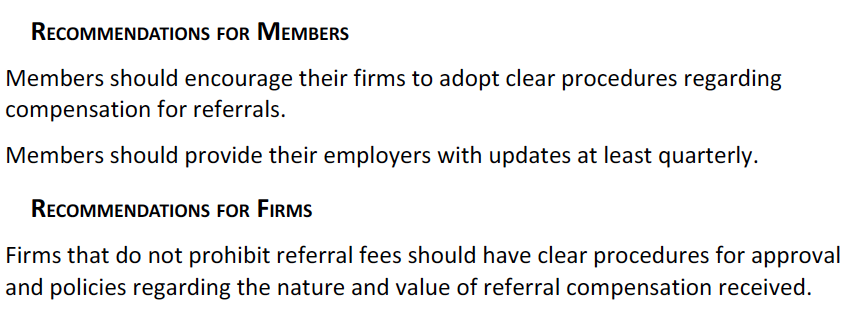 RECOMMENDATIONS FOR MEMBERS
Members should encourage their firms to adopt clear procedures regarding
compensation for referrals.
Members should provide their employers with updates at least quarterly.
RECOMMENDATIONS FOR FIRMS
Firms that do not prohibit referral fees should have clear procedures for approval
and policies regarding the nature and value of referral compensation received.